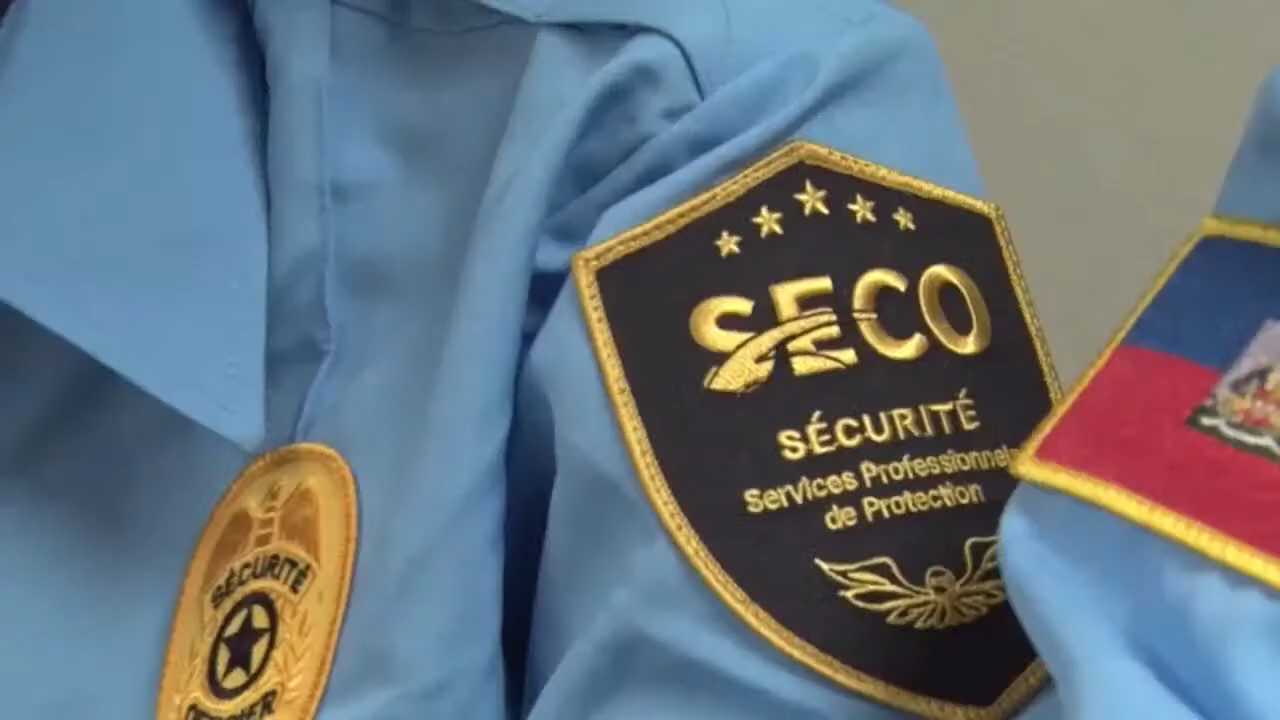 SECO
SÉCURITÉ
Services Professionnels
de Protection
SÉCURITÉ